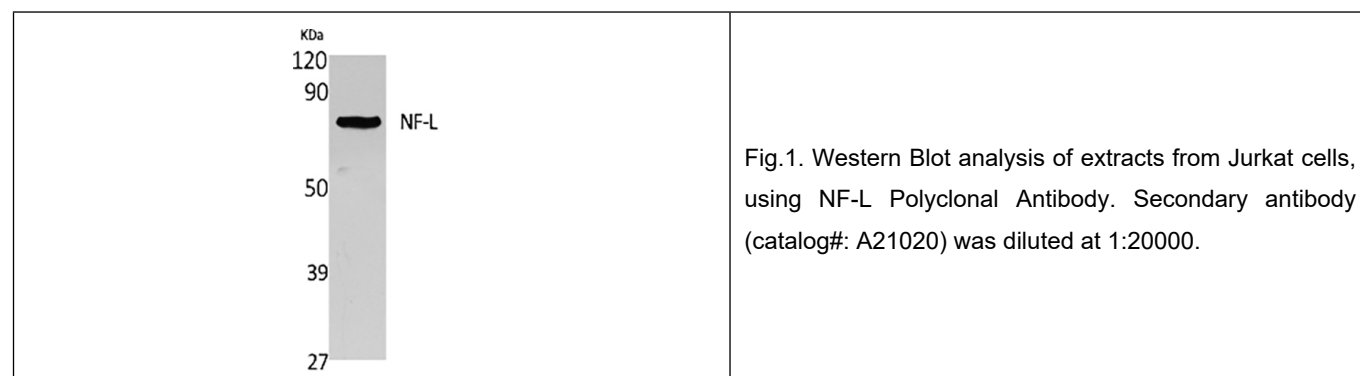 KDa
120
90
NF-L
50
39
27
Fig.1. Western Blot analysis of extracts from Jurkat cells,
using NF-L Polyclonal Antibody. Secondary antibody
(catalog#: A21020) was diluted at 1:20000.